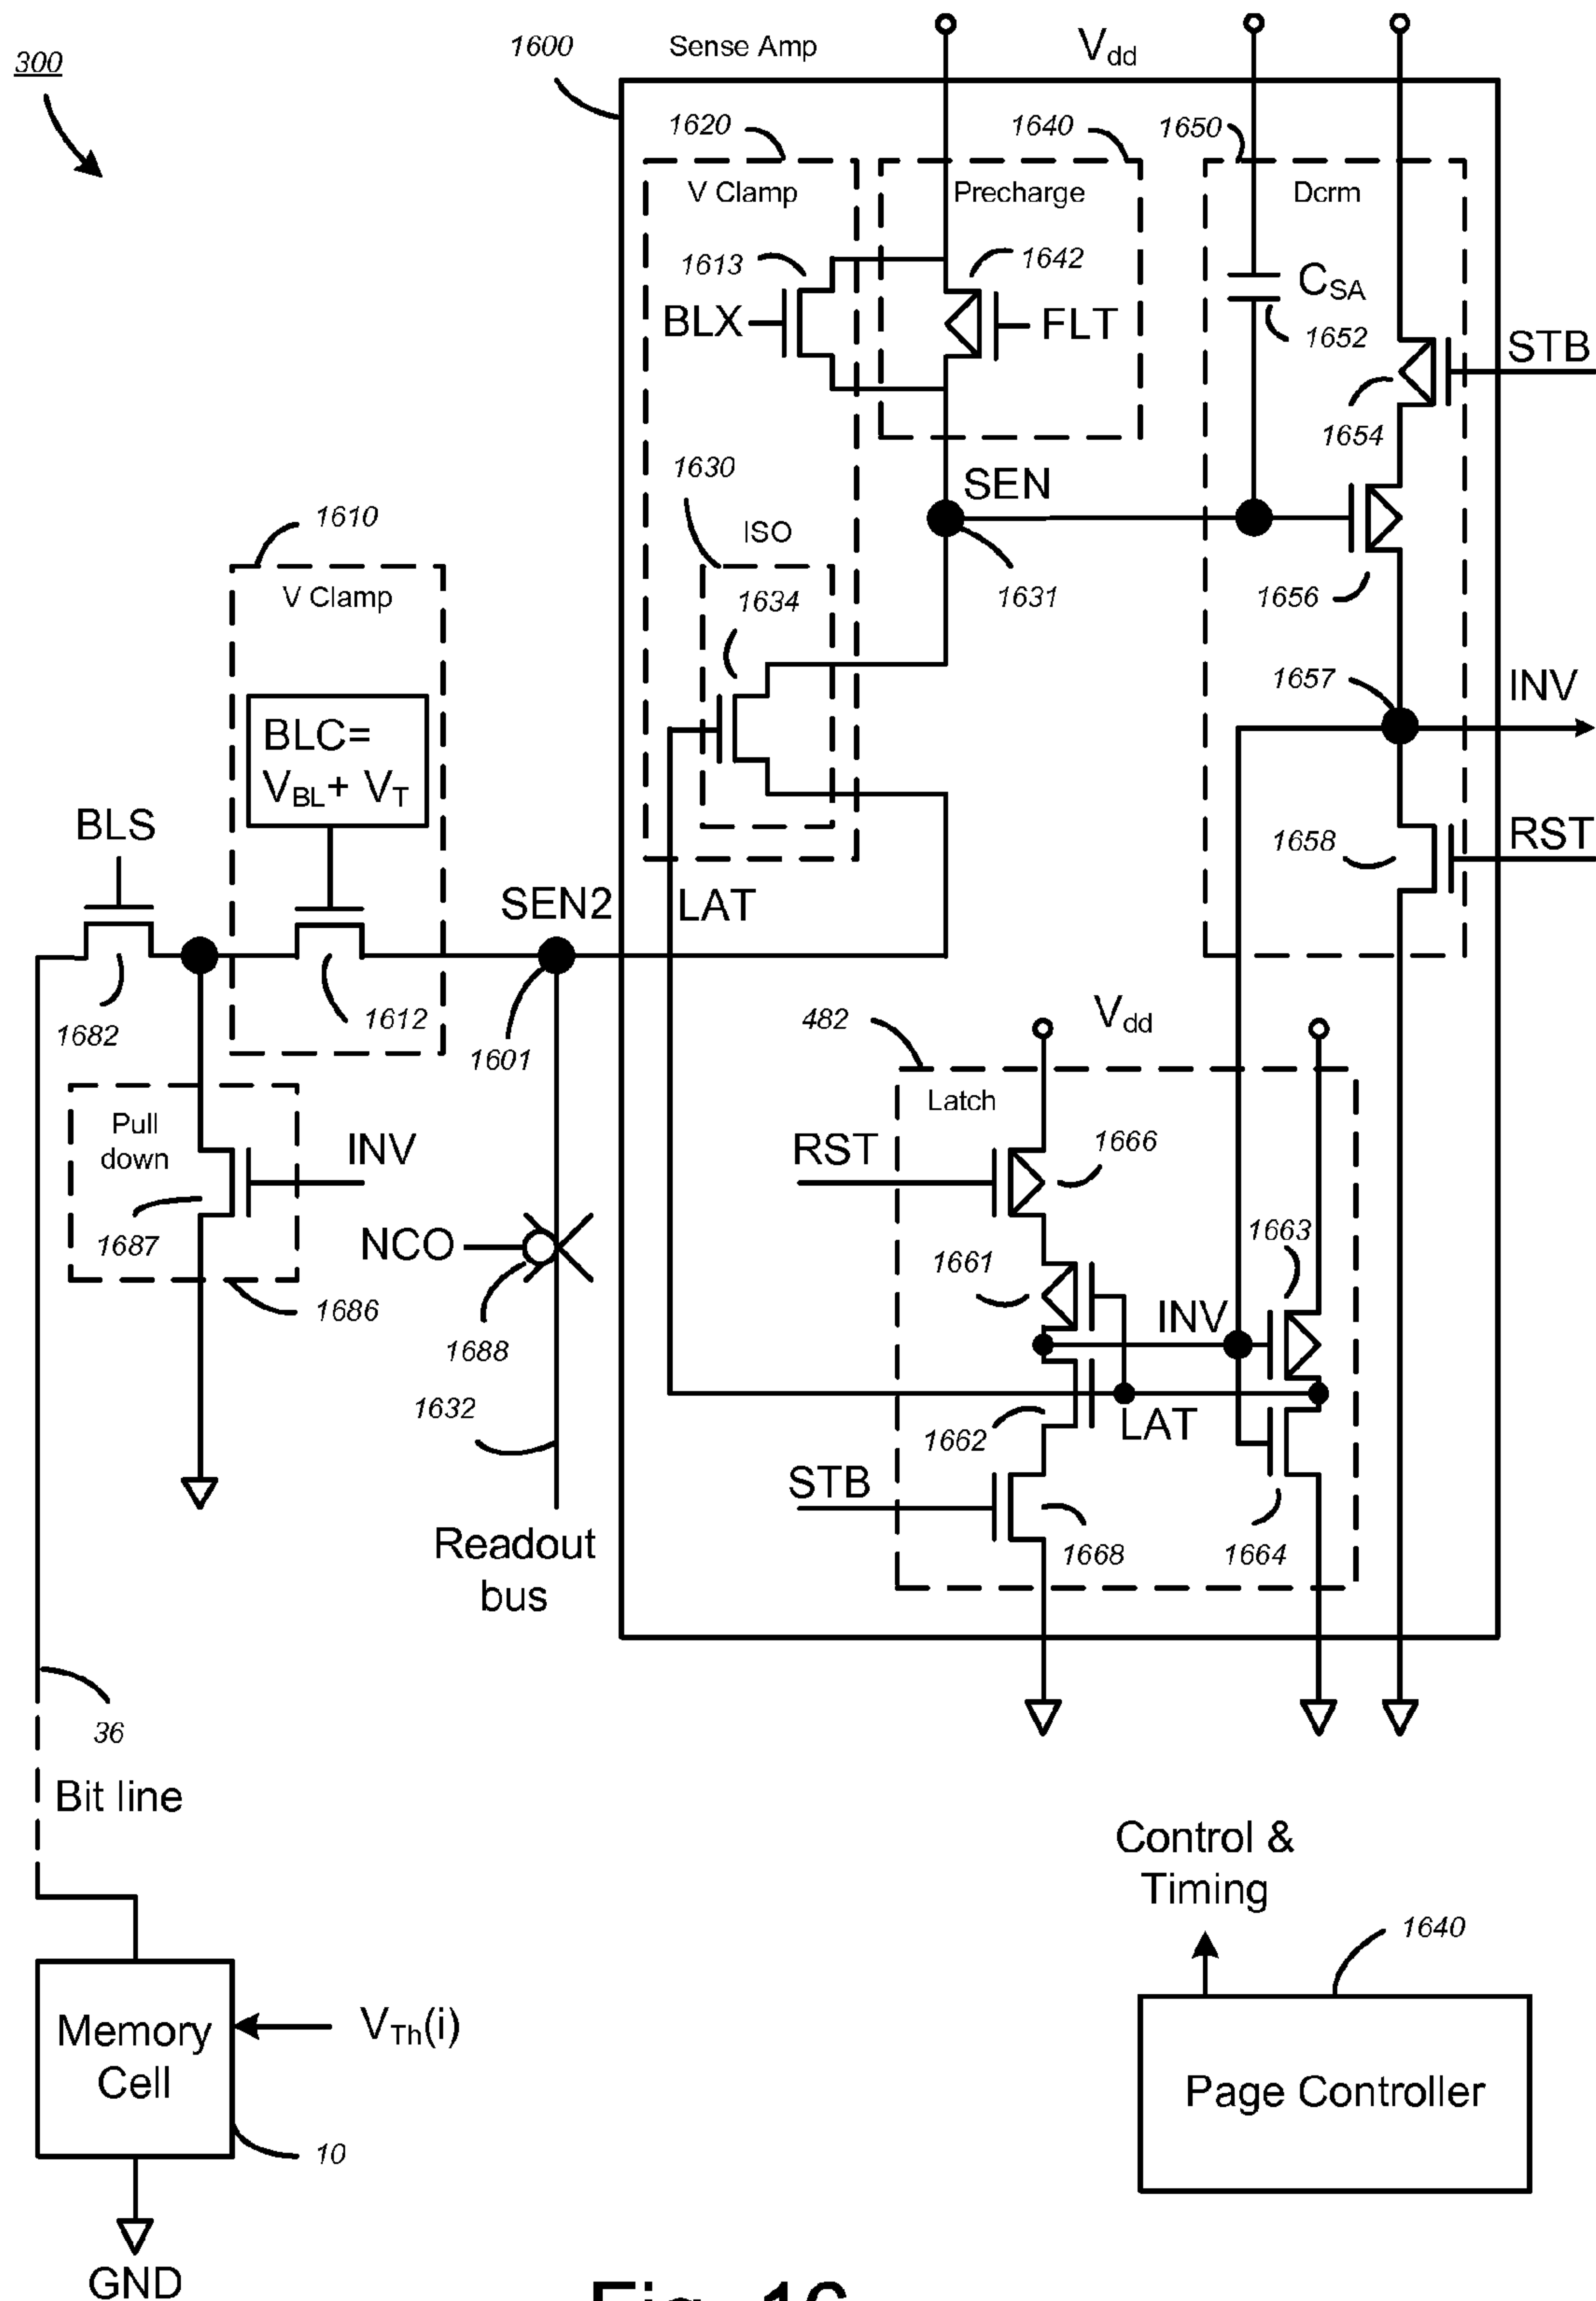 300
1600
Sense Amp
Vdd
1620
1640
1650
V Clamp
Precharge
Dcrm
1613
1642
BLX
FLT
CSA
1652
STB
1654
1630
SEN
ISO
1610
1634
1631
1656
V Clamp
1657
INV
BLC=
VBL+ VT
BLS
1658
RST
SEN2
LAT
1682
1612
1601
482
Vdd
Latch
Pull
down
INV
RST
1666
1687
NCO
1663
1661
1686
INV
1688
1632
1662
LAT
STB
1668
1664
Readout
bus
36
Bit line
Control &
Timing
1640
Memory
Cell
VTh(i)
Page Controller
10
GND
Fig. 16